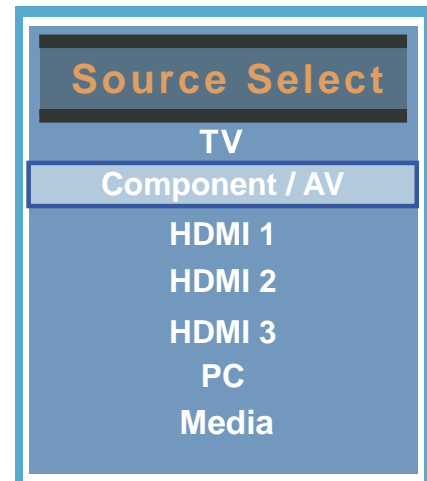 Source Select
TV
Component / AV
HDMI 1
HDMI 2
HDMI 3
PC
Media